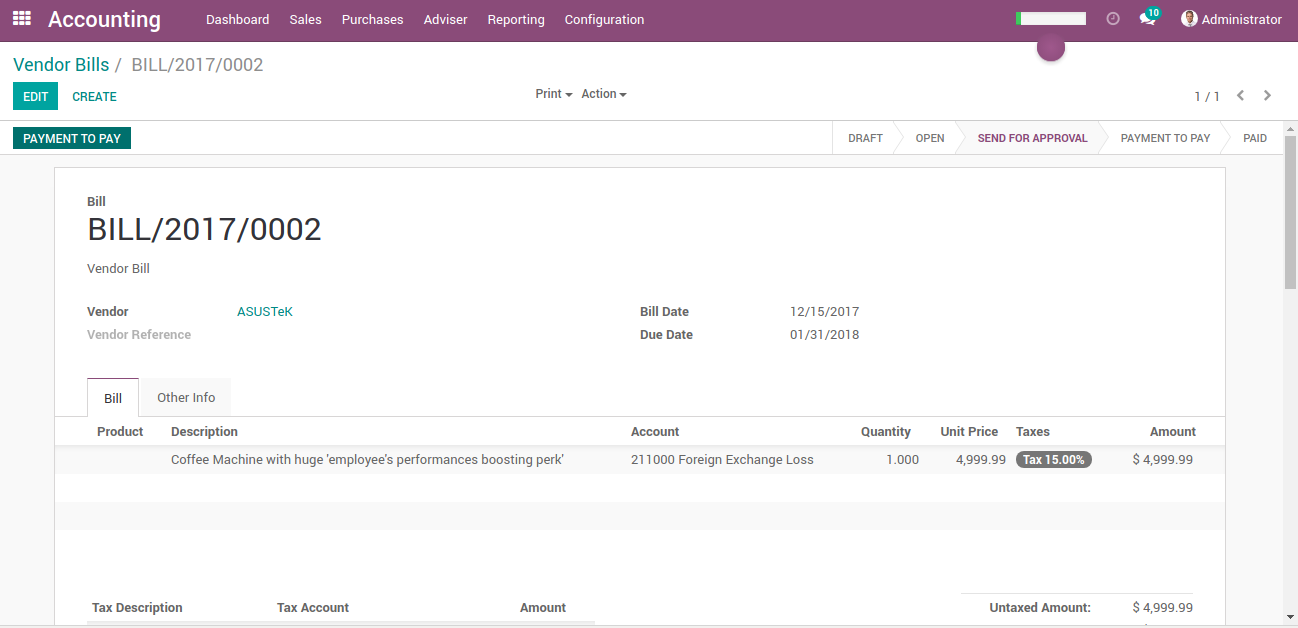 Accounting Dashboard Sales Purchases Adviser Reporting Configuration 10 Administrator
Vendor Bills / BILL/2017/0002
EDIT CREATE Print Action 1 / 1
PAYMENT TO PAY DRAFT OPEN SEND FOR APPROVAL PAYMENT TO PAY PAID
Bill
BILL/2017/0002
Vendor Bill
Vendor ASUSTeK Bill Date 12/15/2017
Vendor Reference Due Date 01/31/2018
Bill Other Info
Product Description Account Quantity Unit Price Taxes Amount
Coffee Machine with huge 'employee's performances boosting perk' 211000 Foreign Exchange Loss 1.000 4,999.99 Tax 15.00% $ 4,999.99
Tax Description Tax Account Amount Untaxed Amount: $ 4,999.99